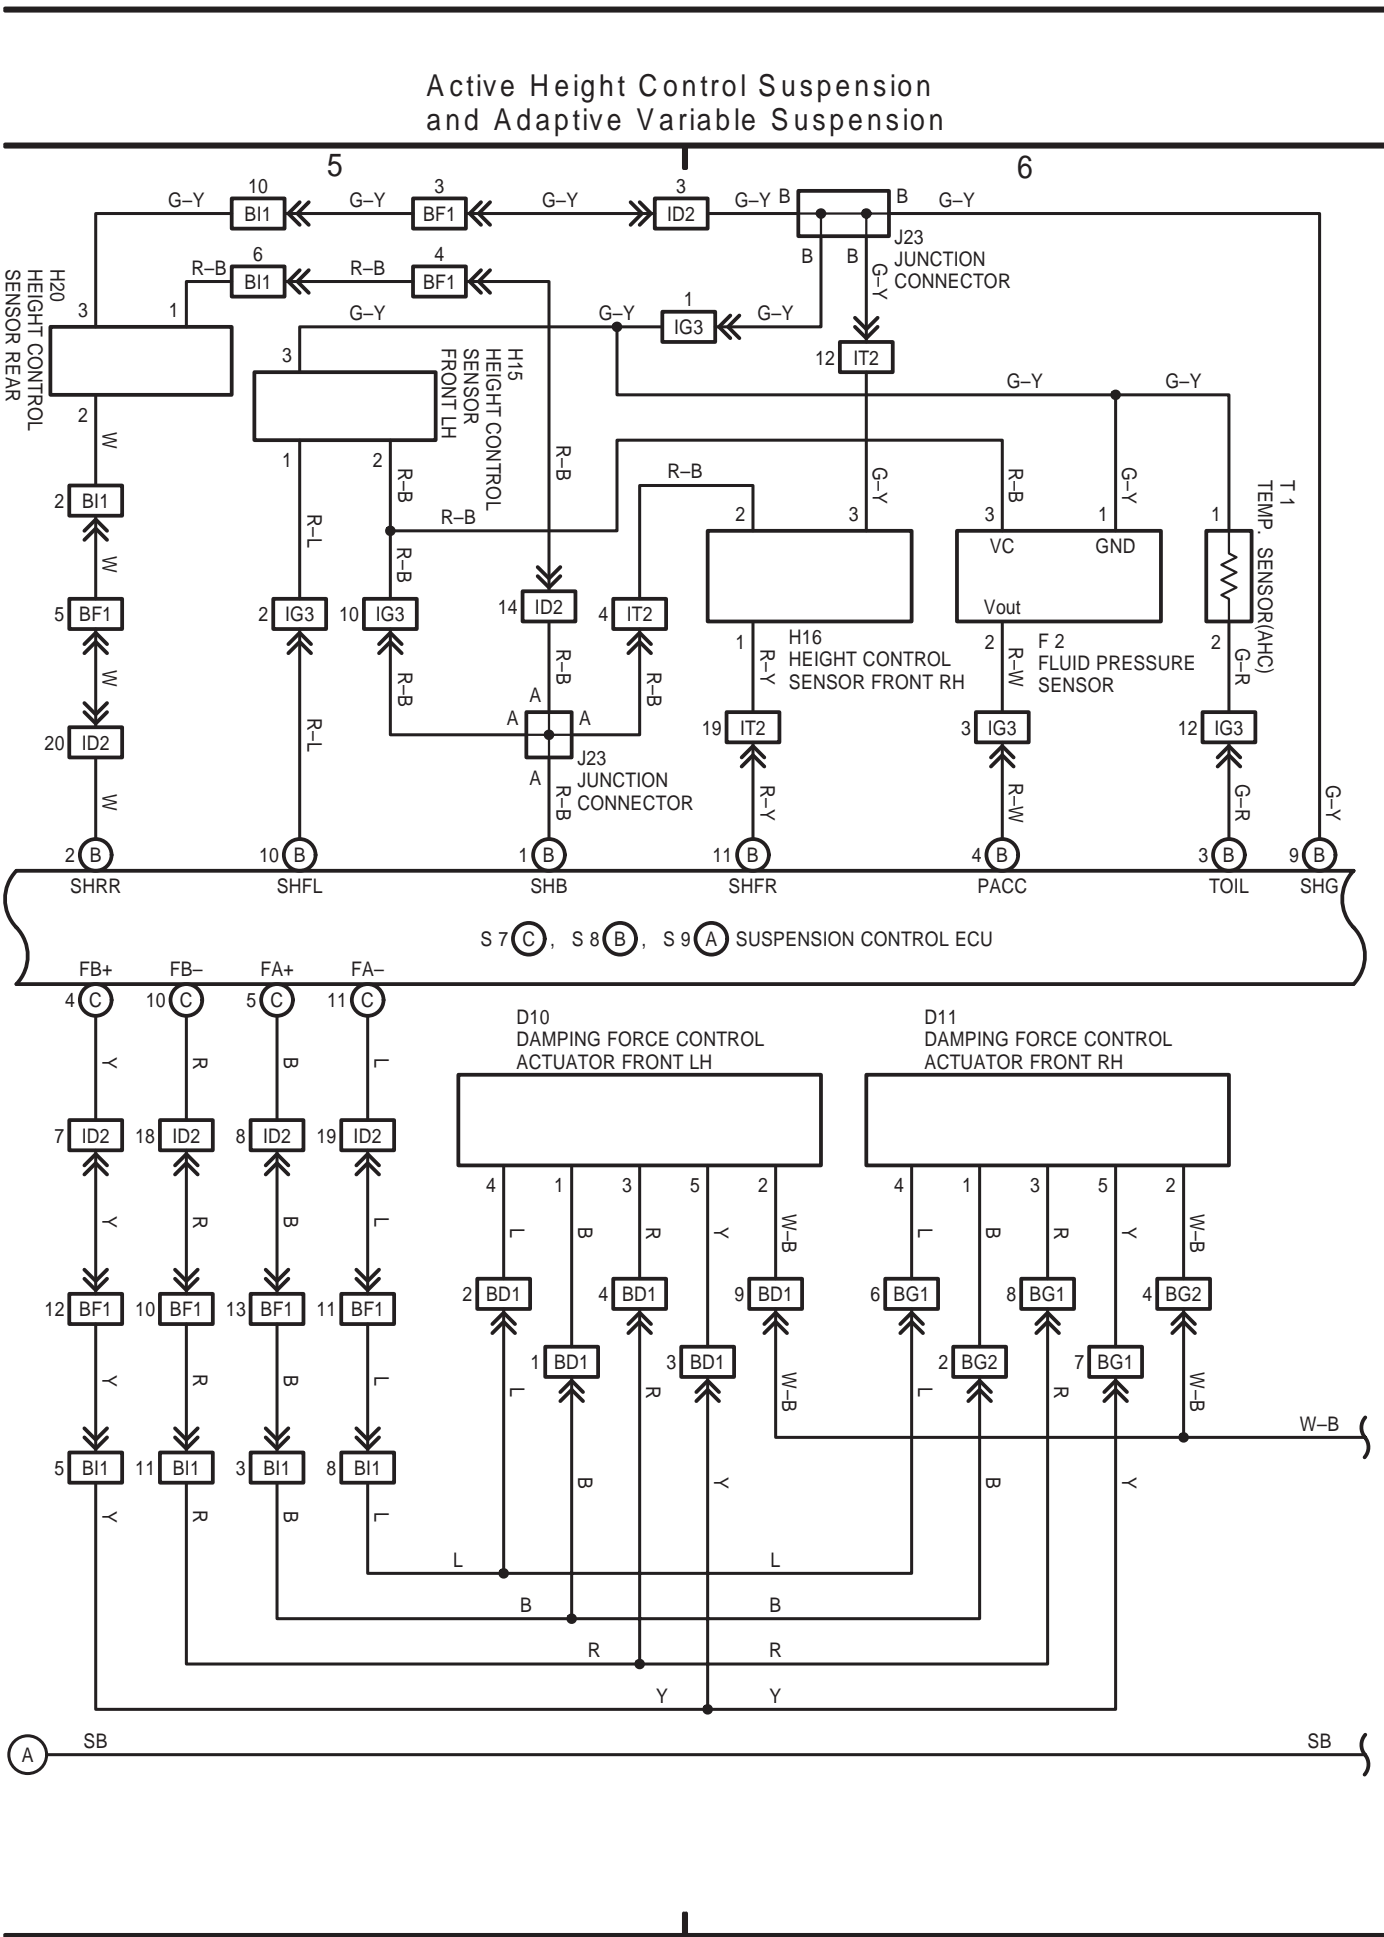 Active Height Control Suspension
and Adaptive Variable Suspension
5
6
10
3
3
G–Y
BI1
G–Y
BF1
G–Y
ID2
G–Y
B
B
G–Y
J23
JUNCTION
CONNECTOR
B
B
G–Y
6
4
R–B
BI1
R–B
BF1
H20
HEIGHT CONTROL
SENSOR REAR
3
1
G–Y
G–Y
1
IG3
G–Y
12
IT2
3
H15
HEIGHT CONTROL
SENSOR
FRONT LH
G–Y
G–Y
2
W
1
2
R–B
R–B
R–B
G–Y
R–B
G–Y
T 1
TEMP. SENSOR(AHC)
2
BI1
R–L
R–B
2
3
3
1
1
VC
GND
W
R–B
5
BF1
2
IG3
10
IG3
14
ID2
4
IT2
Vout
1
H16
HEIGHT CONTROL
SENSOR FRONT RH
2
F 2
FLUID PRESSURE
SENSOR
2
W
R–B
R–B
R–B
R–Y
R–W
G–R
A
A
A
20
ID2
R–L
19
IT2
3
IG3
12
IG3
J23
JUNCTION
CONNECTOR
A
W
R–B
R–Y
R–W
G–R
G–Y
2
B
10
B
1
B
11
B
4
B
3
B
9
B
SHRR
SHFL
SHB
SHFR
PACC
TOIL
SHG
S 7 C , S 8 B , S 9 A SUSPENSION CONTROL ECU
FB+
FB–
FA+
FA–
4
C
10
C
5
C
11
C
D10
DAMPING FORCE CONTROL
ACTUATOR FRONT LH
D11
DAMPING FORCE CONTROL
ACTUATOR FRONT RH
Y
R
B
L
7
ID2
18
ID2
8
ID2
19
ID2
4
1
3
5
2
4
1
3
5
2
Y
R
B
L
L
B
R
Y
W–B
L
B
R
Y
W–B
12
BF1
10
BF1
13
BF1
11
BF1
2
BD1
4
BD1
9
BD1
6
BG1
8
BG1
4
BG2
1
BD1
3
BD1
2
BG2
7
BG1
Y
R
B
L
L
R
W–B
L
R
W–B
W–B
5
BI1
11
BI1
3
BI1
8
BI1
B
Y
B
Y
Y
R
B
L
L
L
B
B
R
R
Y
Y
A
SB
SB